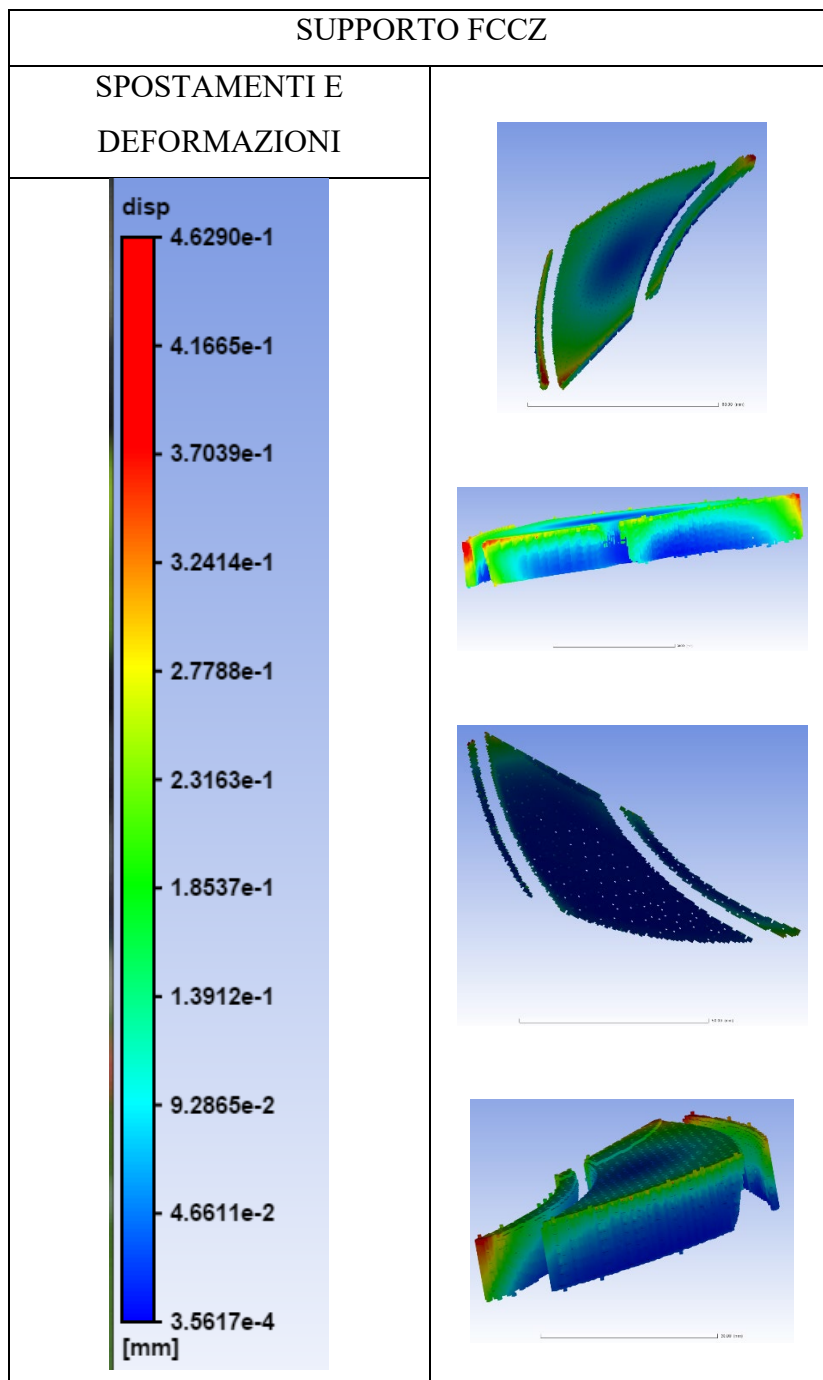 SUPPORTO FCCZ
SPOSTAMENTI E
DEFORMAZIONI
disp
4.6290e-1
4.1665e-1
3.7039e-1
3.2414e-1
2.7788e-1
2.3163e-1
1.8537e-1
1.3912e-1
9.2865e-2
4.6611e-2
3.5617e-4
[mm]